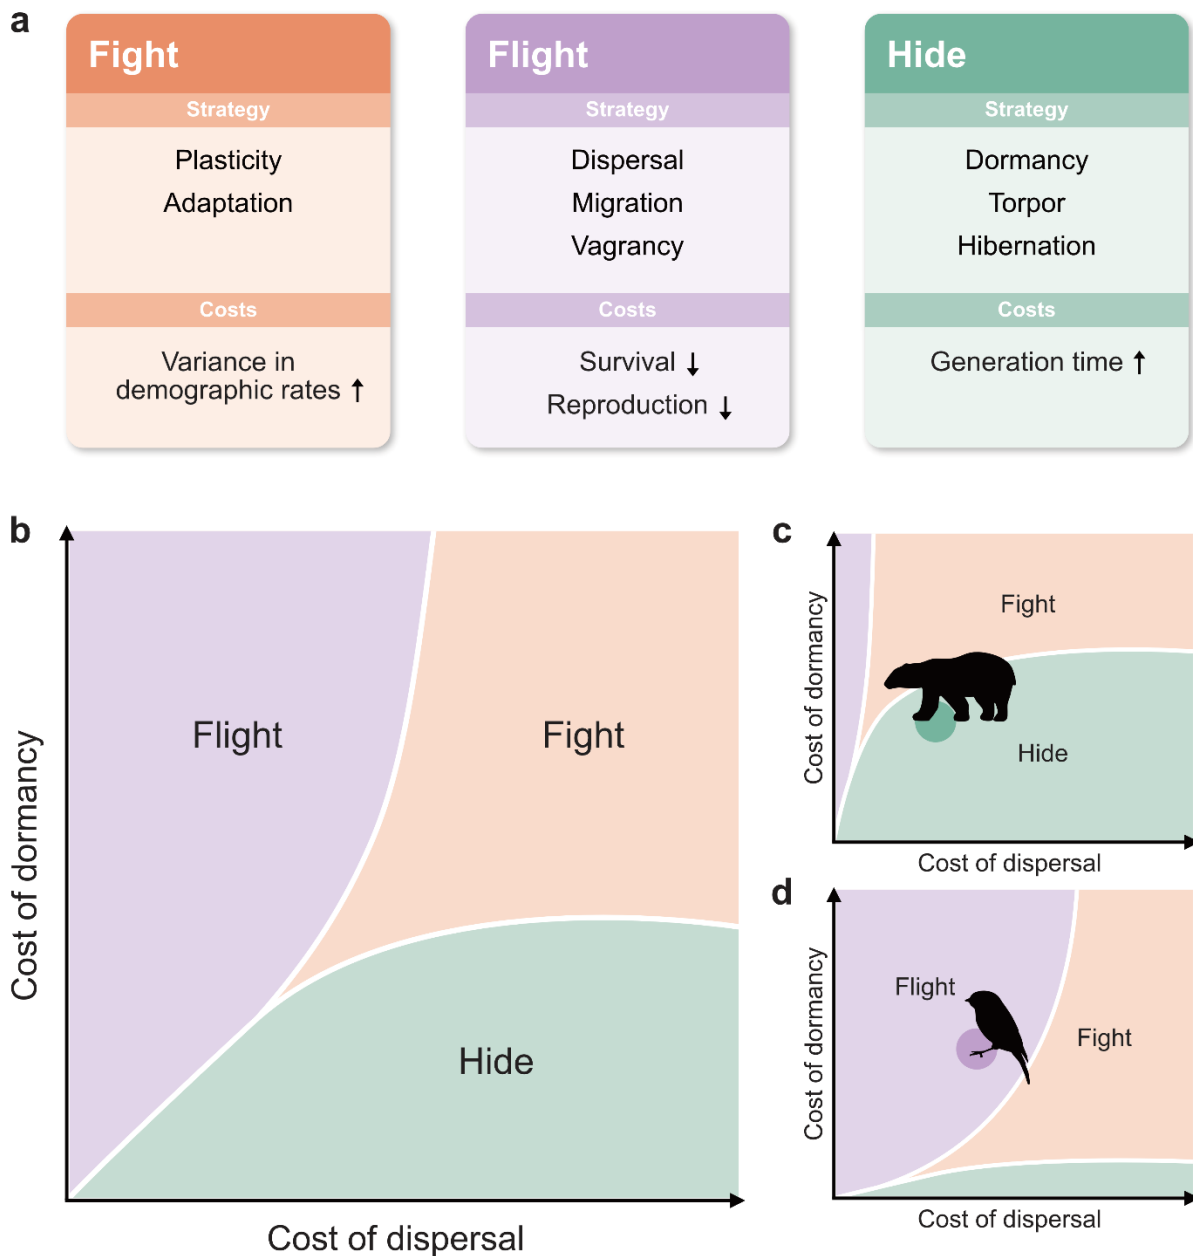 a
Fight
Strategy
Plasticity
Adaptation
Costs
Variance in
demographic rates ↑
Flight
Strategy
Dispersal
Migration
Vagrancy
Costs
Survival ↓
Reproduction ↓
Hide
Strategy
Dormancy
Torpor
Hibernation
Costs
Generation time ↑
b
Cost of dormancy
Flight
Fight
Hide
Cost of dispersal
c
Cost of dormancy
Fight
Hide
Cost of dispersal
d
Cost of dormancy
Flight
Fight
Cost of dispersal